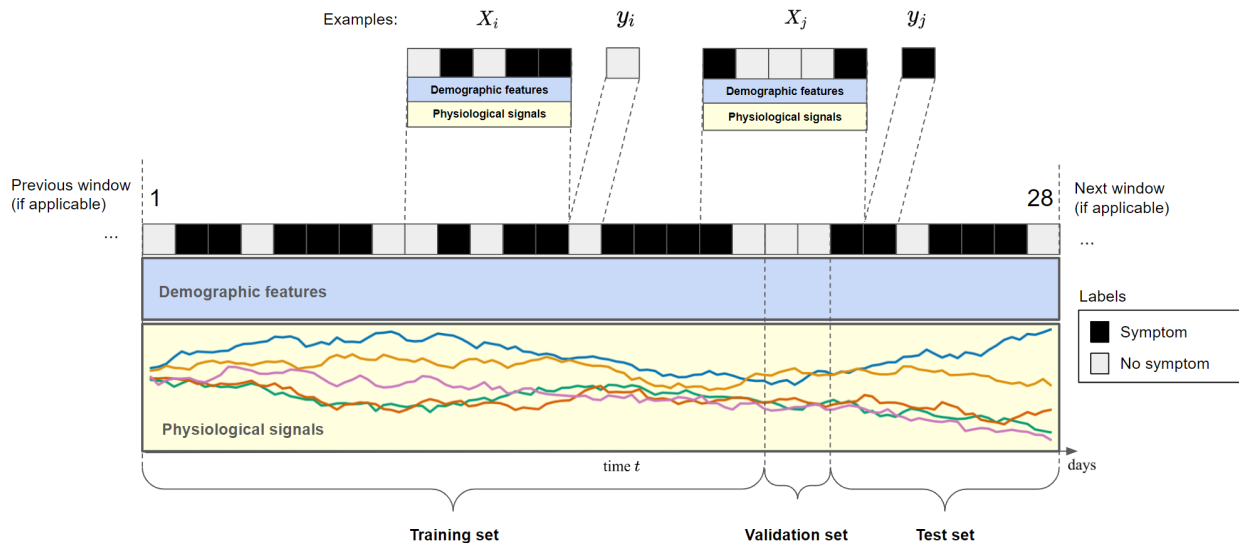 Examples:
X_i
y_i
X_j
y_j
Demographic features
Physiological signals
Demographic features
Physiological signals
Previous window
(if applicable)
1
28
Next window
(if applicable)
...
...
Demographic features
Physiological signals
Labels
Symptom
No symptom
time t
days
Training set
Validation set
Test set